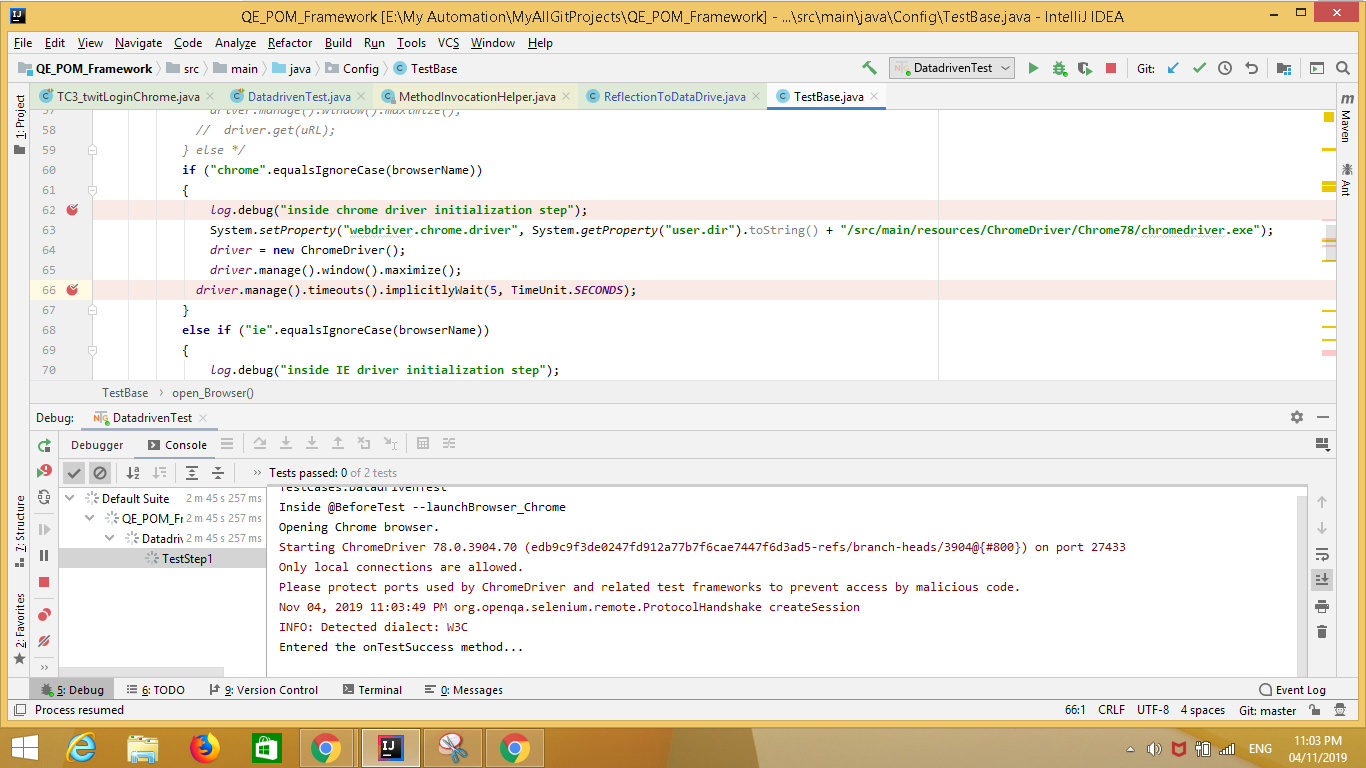 QE_POM_Framework [E:\My Automation\MyAllGitProjects\QE_POM_Framework] - ...\src\main\java\Config\TestBase.java - IntelliJ IDEA
File Edit View Navigate Code Analyze Refactor Build Run Tools VCS Window Help
QE_POM_Framework src main java Config TestBase DatadrivenTest Git:
TC3_twitLoginChrome.java DatadrivenTest.java MethodInvocationHelper.java ReflectionToDataDrive.java TestBase.java
1: Project
Maven
Ant
57 driver.manage().window().maximize();
58 // driver.get(uRL);
59 } else */
60 if ("chrome".equalsIgnoreCase(browserName))
61 {
62 log.debug("inside chrome driver initialization step");
63 System.setProperty("webdriver.chrome.driver", System.getProperty("user.dir").toString() + "/src/main/resources/ChromeDriver/Chrome78/chromedriver.exe");
64 driver = new ChromeDriver();
65 driver.manage().window().maximize();
66 driver.manage().timeouts().implicitlyWait(5, TimeUnit.SECONDS);
67 }
68 else if ("ie".equalsIgnoreCase(browserName))
69 {
70 log.debug("inside IE driver initialization step");
TestBase open_Browser()
Debug: DatadrivenTest
Debugger Console
Tests passed: 0 of 2 tests
7: Structure
2: Favorites
Default Suite 2 m 45 s 257 ms
QE_POM_Fr 2 m 45 s 257 ms
Datadriv 2 m 45 s 257 ms
TestStep1
TestCases.DatadrivenTest
Inside @BeforeTest --launchBrowser_Chrome
Opening Chrome browser.
Starting ChromeDriver 78.0.3904.70 (edb9c9f3de0247fd912a77b7f6cae7447f6d3ad5-refs/branch-heads/3904@{#800}) on port 27433
Only local connections are allowed.
Please protect ports used by ChromeDriver and related test frameworks to prevent access by malicious code.
Nov 04, 2019 11:03:49 PM org.openqa.selenium.remote.ProtocolHandshake createSession
INFO: Detected dialect: W3C
Entered the onTestSuccess method...
5: Debug 6: TODO 9: Version Control Terminal 0: Messages Event Log
Process resumed 66:1 CRLF UTF-8 4 spaces Git: master
ENG 11:03 PM
04/11/2019